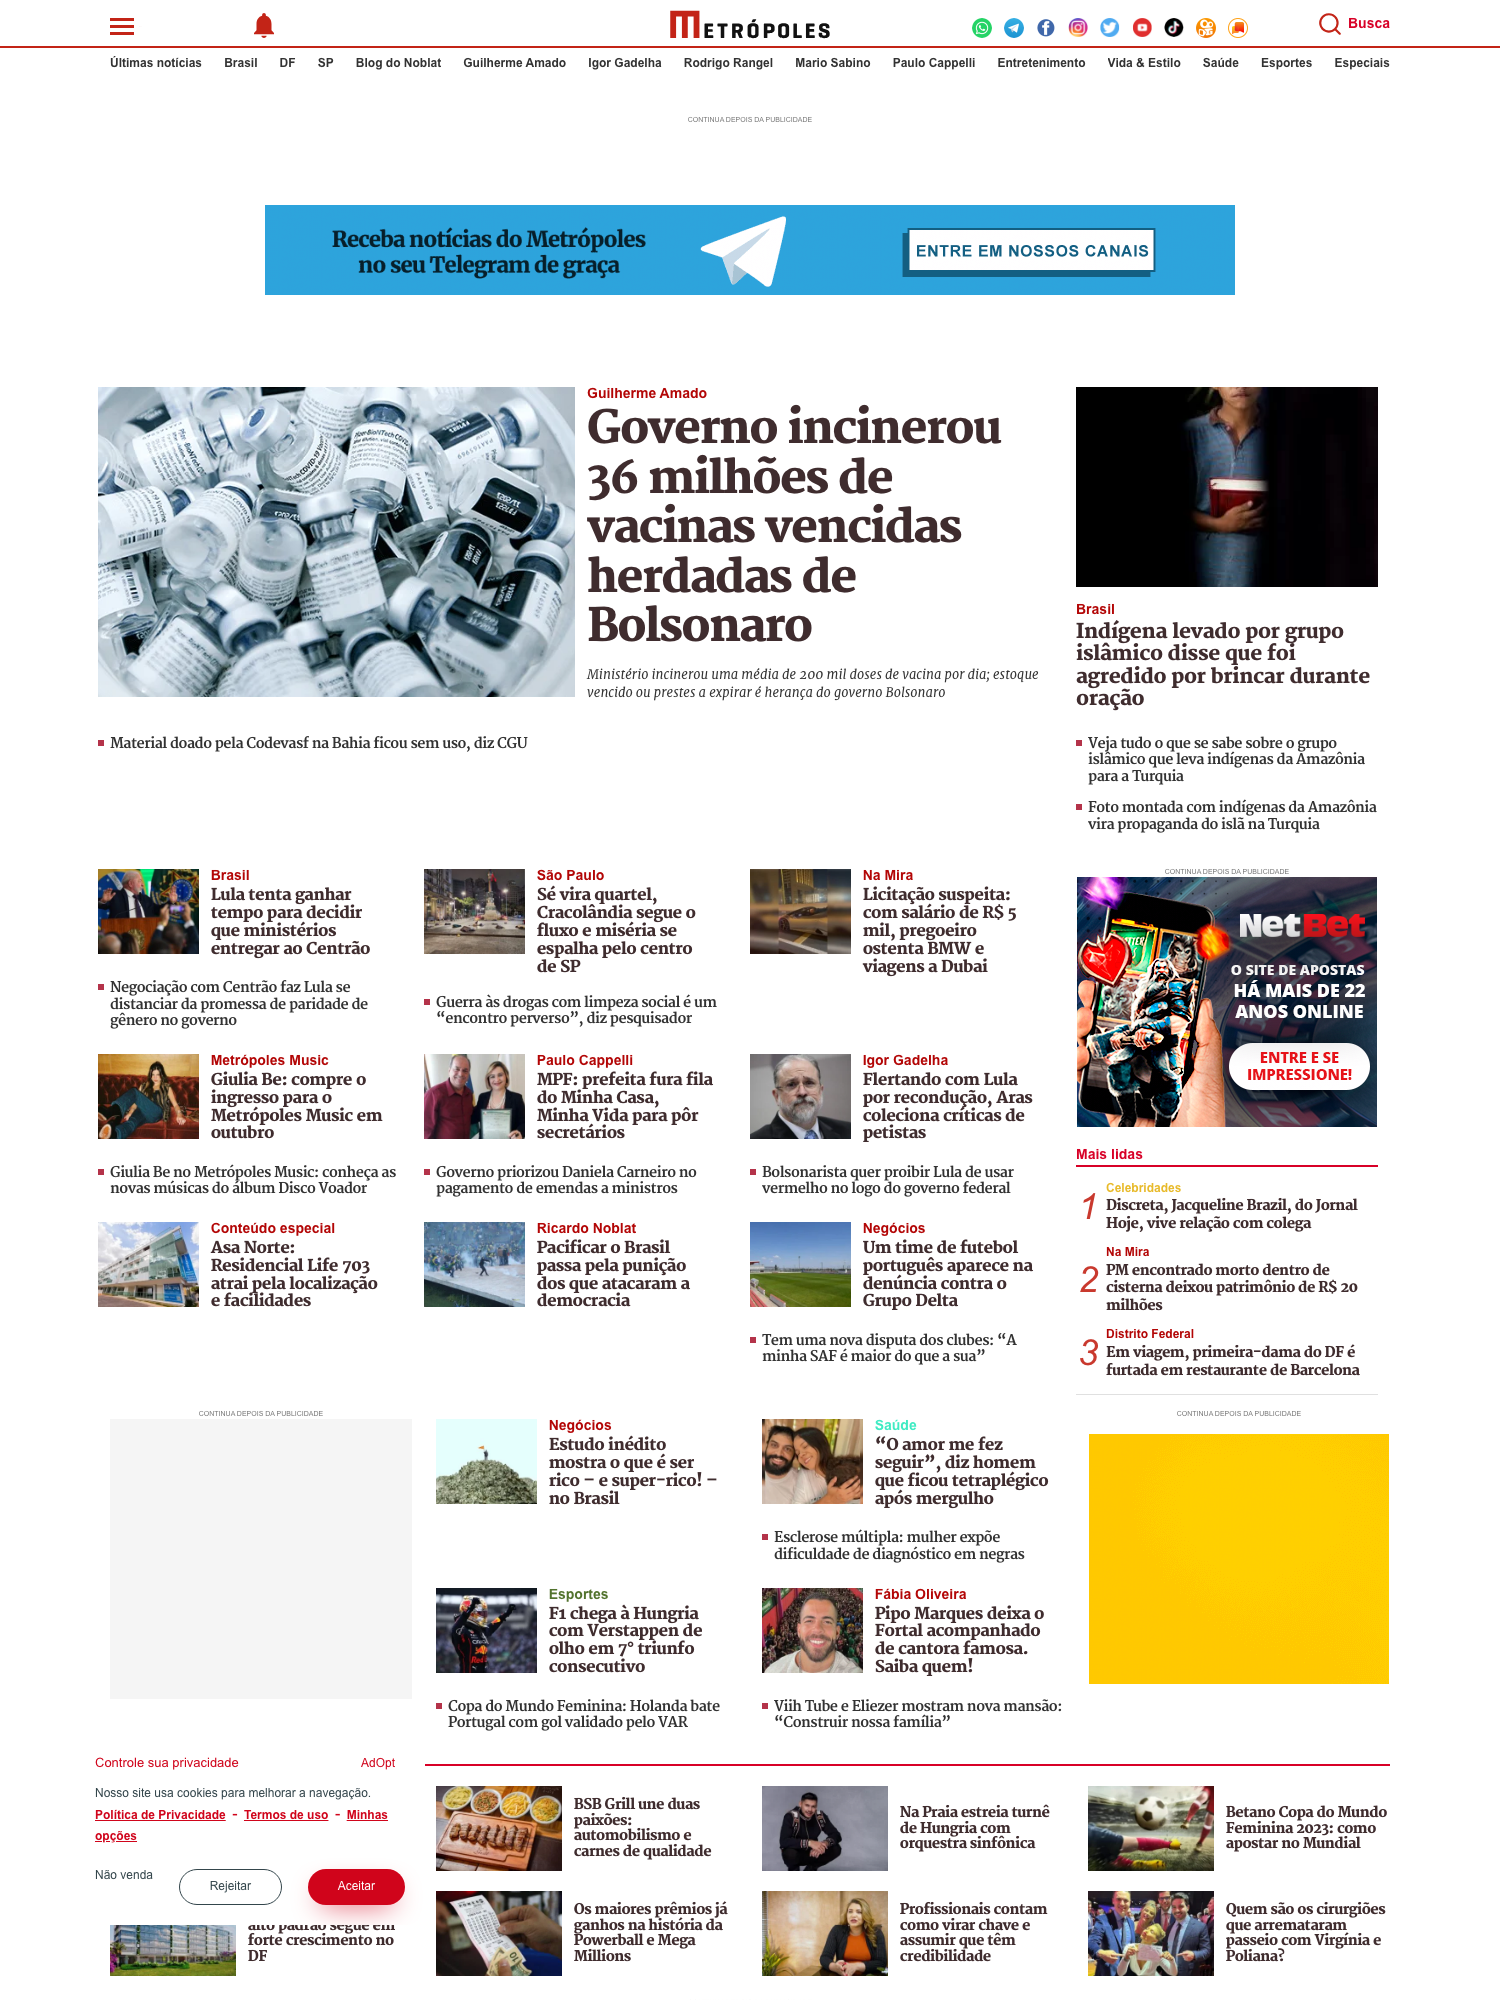 METRÓPOLES
Busca
Últimas notícias Brasil DF SP Blog do Noblat Guilherme Amado Igor Gadelha Rodrigo Rangel Mario Sabino Paulo Cappelli Entretenimento Vida & Estilo Saúde Esportes Especiais
CONTINUA DEPOIS DA PUBLICIDADE
Receba notícias do Metrópoles
no seu Telegram de graça
ENTRE EM NOSSOS CANAIS
Guilherme Amado
Governo incinerou
36 milhões de
vacinas vencidas
herdadas de
Bolsonaro
Ministério incinerou uma média de 200 mil doses de vacina por dia; estoque
vencido ou prestes a expirar é herança do governo Bolsonaro
Material doado pela Codevasf na Bahia ficou sem uso, diz CGU
Brasil
Indígena levado por grupo
islâmico disse que foi
agredido por brincar durante
oração
Veja tudo o que se sabe sobre o grupo
islâmico que leva indígenas da Amazônia
para a Turquia
Foto montada com indígenas da Amazônia
vira propaganda do islã na Turquia
Brasil
Lula tenta ganhar
tempo para decidir
que ministérios
entregar ao Centrão
Negociação com Centrão faz Lula se
distanciar da promessa de paridade de
gênero no governo
São Paulo
Sé vira quartel,
Cracolândia segue o
fluxo e miséria se
espalha pelo centro
de SP
Guerra às drogas com limpeza social é um
“encontro perverso”, diz pesquisador
Na Mira
Licitação suspeita:
com salário de R$ 5
mil, pregoeiro
ostenta BMW e
viagens a Dubai
CONTINUA DEPOIS DA PUBLICIDADE
NetBet
O SITE DE APOSTAS
HÁ MAIS DE 22
ANOS ONLINE
ENTRE E SE
IMPRESSIONE!
Metrópoles Music
Giulia Be: compre o
ingresso para o
Metrópoles Music em
outubro
Giulia Be no Metrópoles Music: conheça as
novas músicas do álbum Disco Voador
Paulo Cappelli
MPF: prefeita fura fila
do Minha Casa,
Minha Vida para pôr
secretários
Governo priorizou Daniela Carneiro no
pagamento de emendas a ministros
Igor Gadelha
Flertando com Lula
por recondução, Aras
coleciona críticas de
petistas
Bolsonarista quer proibir Lula de usar
vermelho no logo do governo federal
Mais lidas
1
Celebridades
Discreta, Jacqueline Brazil, do Jornal
Hoje, vive relação com colega
2
Na Mira
PM encontrado morto dentro de
cisterna deixou patrimônio de R$ 20
milhões
3
Distrito Federal
Em viagem, primeira-dama do DF é
furtada em restaurante de Barcelona
Conteúdo especial
Asa Norte:
Residencial Life 703
atrai pela localização
e facilidades
Ricardo Noblat
Pacificar o Brasil
passa pela punição
dos que atacaram a
democracia
Negócios
Um time de futebol
português aparece na
denúncia contra o
Grupo Delta
Tem uma nova disputa dos clubes: “A
minha SAF é maior do que a sua”
CONTINUA DEPOIS DA PUBLICIDADE
Negócios
Estudo inédito
mostra o que é ser
rico – e super-rico! –
no Brasil
Saúde
“O amor me fez
seguir”, diz homem
que ficou tetraplégico
após mergulho
Esclerose múltipla: mulher expõe
dificuldade de diagnóstico em negras
CONTINUA DEPOIS DA PUBLICIDADE
Esportes
F1 chega à Hungria
com Verstappen de
olho em 7° triunfo
consecutivo
Copa do Mundo Feminina: Holanda bate
Portugal com gol validado pelo VAR
Fábia Oliveira
Pipo Marques deixa o
Fortal acompanhado
de cantora famosa.
Saiba quem!
Viih Tube e Eliezer mostram nova mansão:
“Construir nossa família”
Controle sua privacidade AdOpt
Nosso site usa cookies para melhorar a navegação.
Política de Privacidade - Termos de uso - Minhas
opções
Não venda Rejeitar Aceitar
alto padrão segue em
forte crescimento no
DF
BSB Grill une duas
paixões:
automobilismo e
carnes de qualidade
Na Praia estreia turnê
de Hungria com
orquestra sinfônica
Betano Copa do Mundo
Feminina 2023: como
apostar no Mundial
Os maiores prêmios já
ganhos na história da
Powerball e Mega
Millions
Profissionais contam
como virar chave e
assumir que têm
credibilidade
Quem são os cirurgiões
que arremataram
passeio com Virgínia e
Poliana?